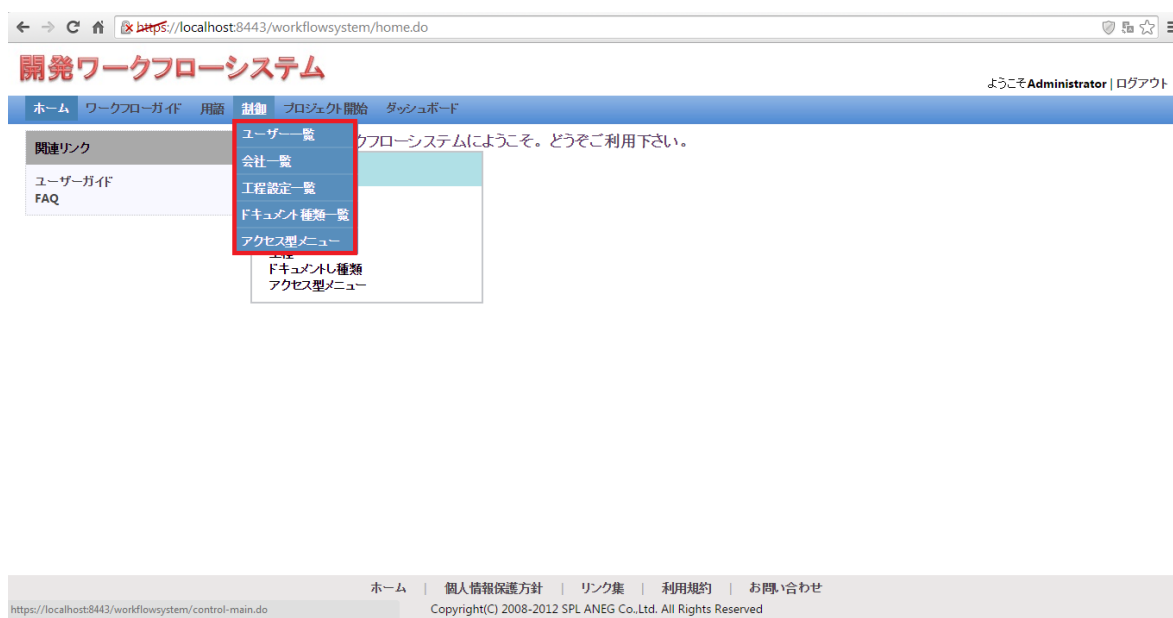 https://localhost:8443/workflowsystem/home.do
開発ワークフローシステム
ようこそAdministrator | ログアウト
ホーム ワークフローガイド 用語 制御 プロジェクト開始 ダッシュボード
関連リンク
ユーザーガイド
FAQ
ユーザー一覧
会社一覧
工程設定一覧
ドキュメント種類一覧
アクセス型メニュー
クフローシステムにようこそ。どうぞご利用下さい。
工程
ドキュメントし種類
アクセス型メニュー
ホーム | 個人情報保護方針 | リンク集 | 利用規約 | お問い合わせ
https://localhost:8443/workflowsystem/control-main.do
Copyright(C) 2008-2012 SPL ANEG Co.,Ltd. All Rights Reserved